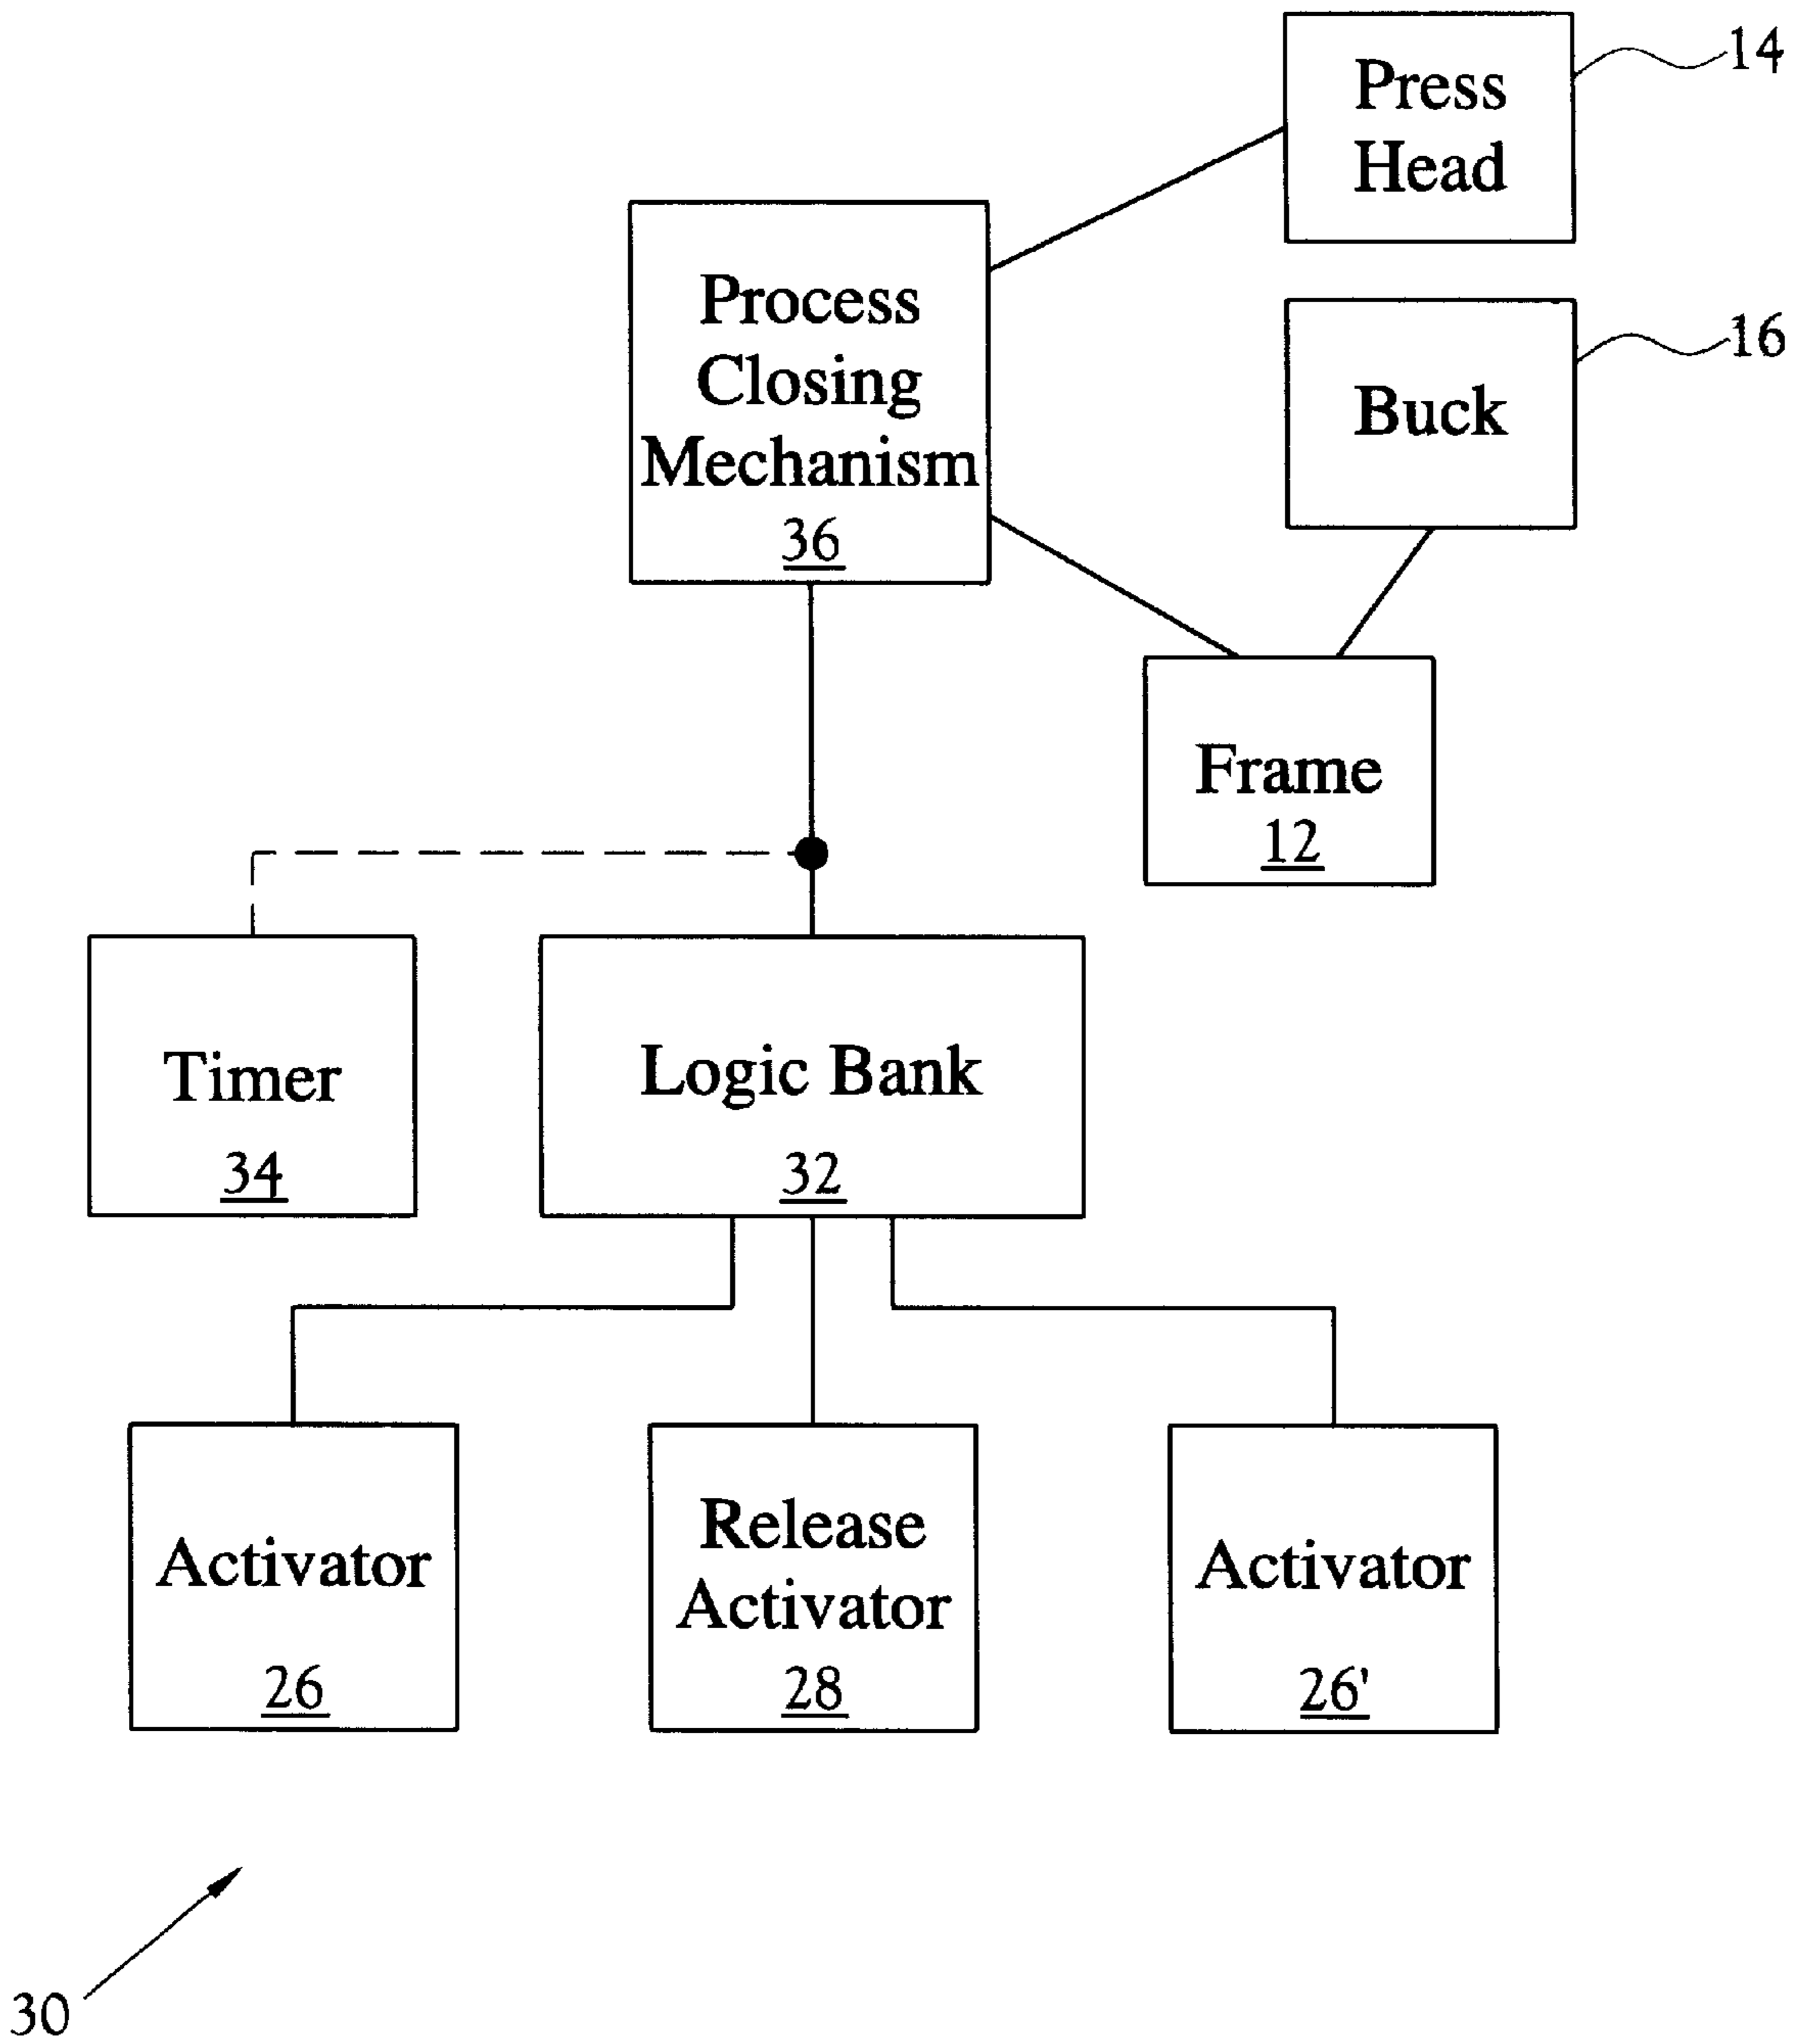 Press
Head
14
Process
Closing
Mechanism
36
Buck
16
Frame
12
Timer
34
Logic Bank
32
Activator
26
Release
Activator
28
Activator
26'
30